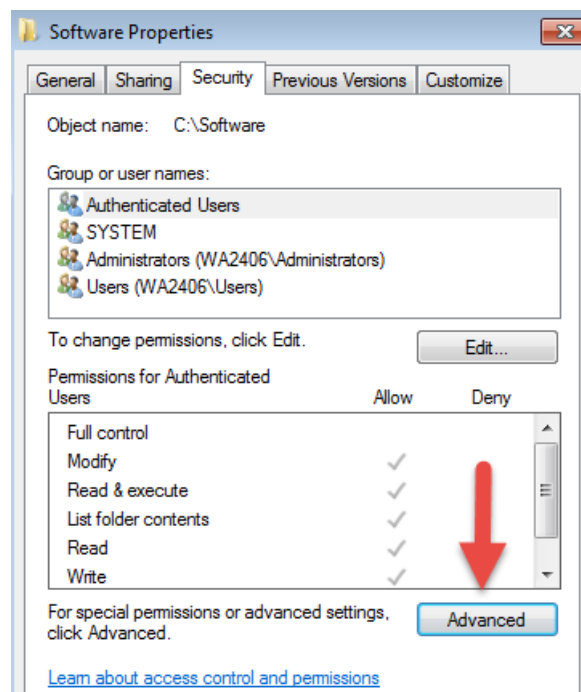 Software Properties
General Sharing Security Previous Versions Customize
Object name: C:\Software
Group or user names:
Authenticated Users
SYSTEM
Administrators (WA2406\Administrators)
Users (WA2406\Users)
To change permissions, click Edit.
Edit...
Permissions for Authenticated
Users Allow Deny
Full control
Modify
Read & execute
List folder contents
Read
Write
For special permissions or advanced settings,
click Advanced.
Advanced
Learn about access control and permissions